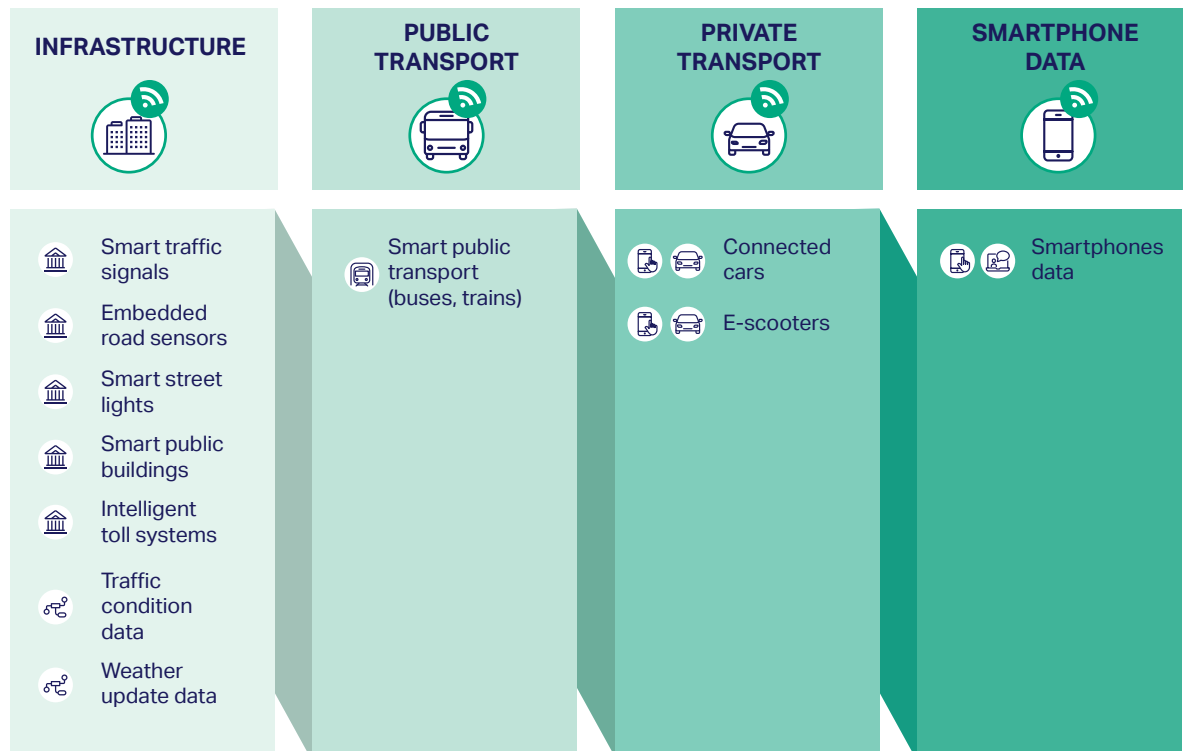 INFRASTRUCTURE
PUBLIC
TRANSPORT
PRIVATE
TRANSPORT
SMARTPHONE
DATA
Smart traffic
signals
Embedded
road sensors
Smart street
lights
Smart public
buildings
Intelligent
toll systems
Traffic
condition
data
Weather
update data
Smart public
transport
(buses, trains)
Connected
cars
E-scooters
Smartphones
data